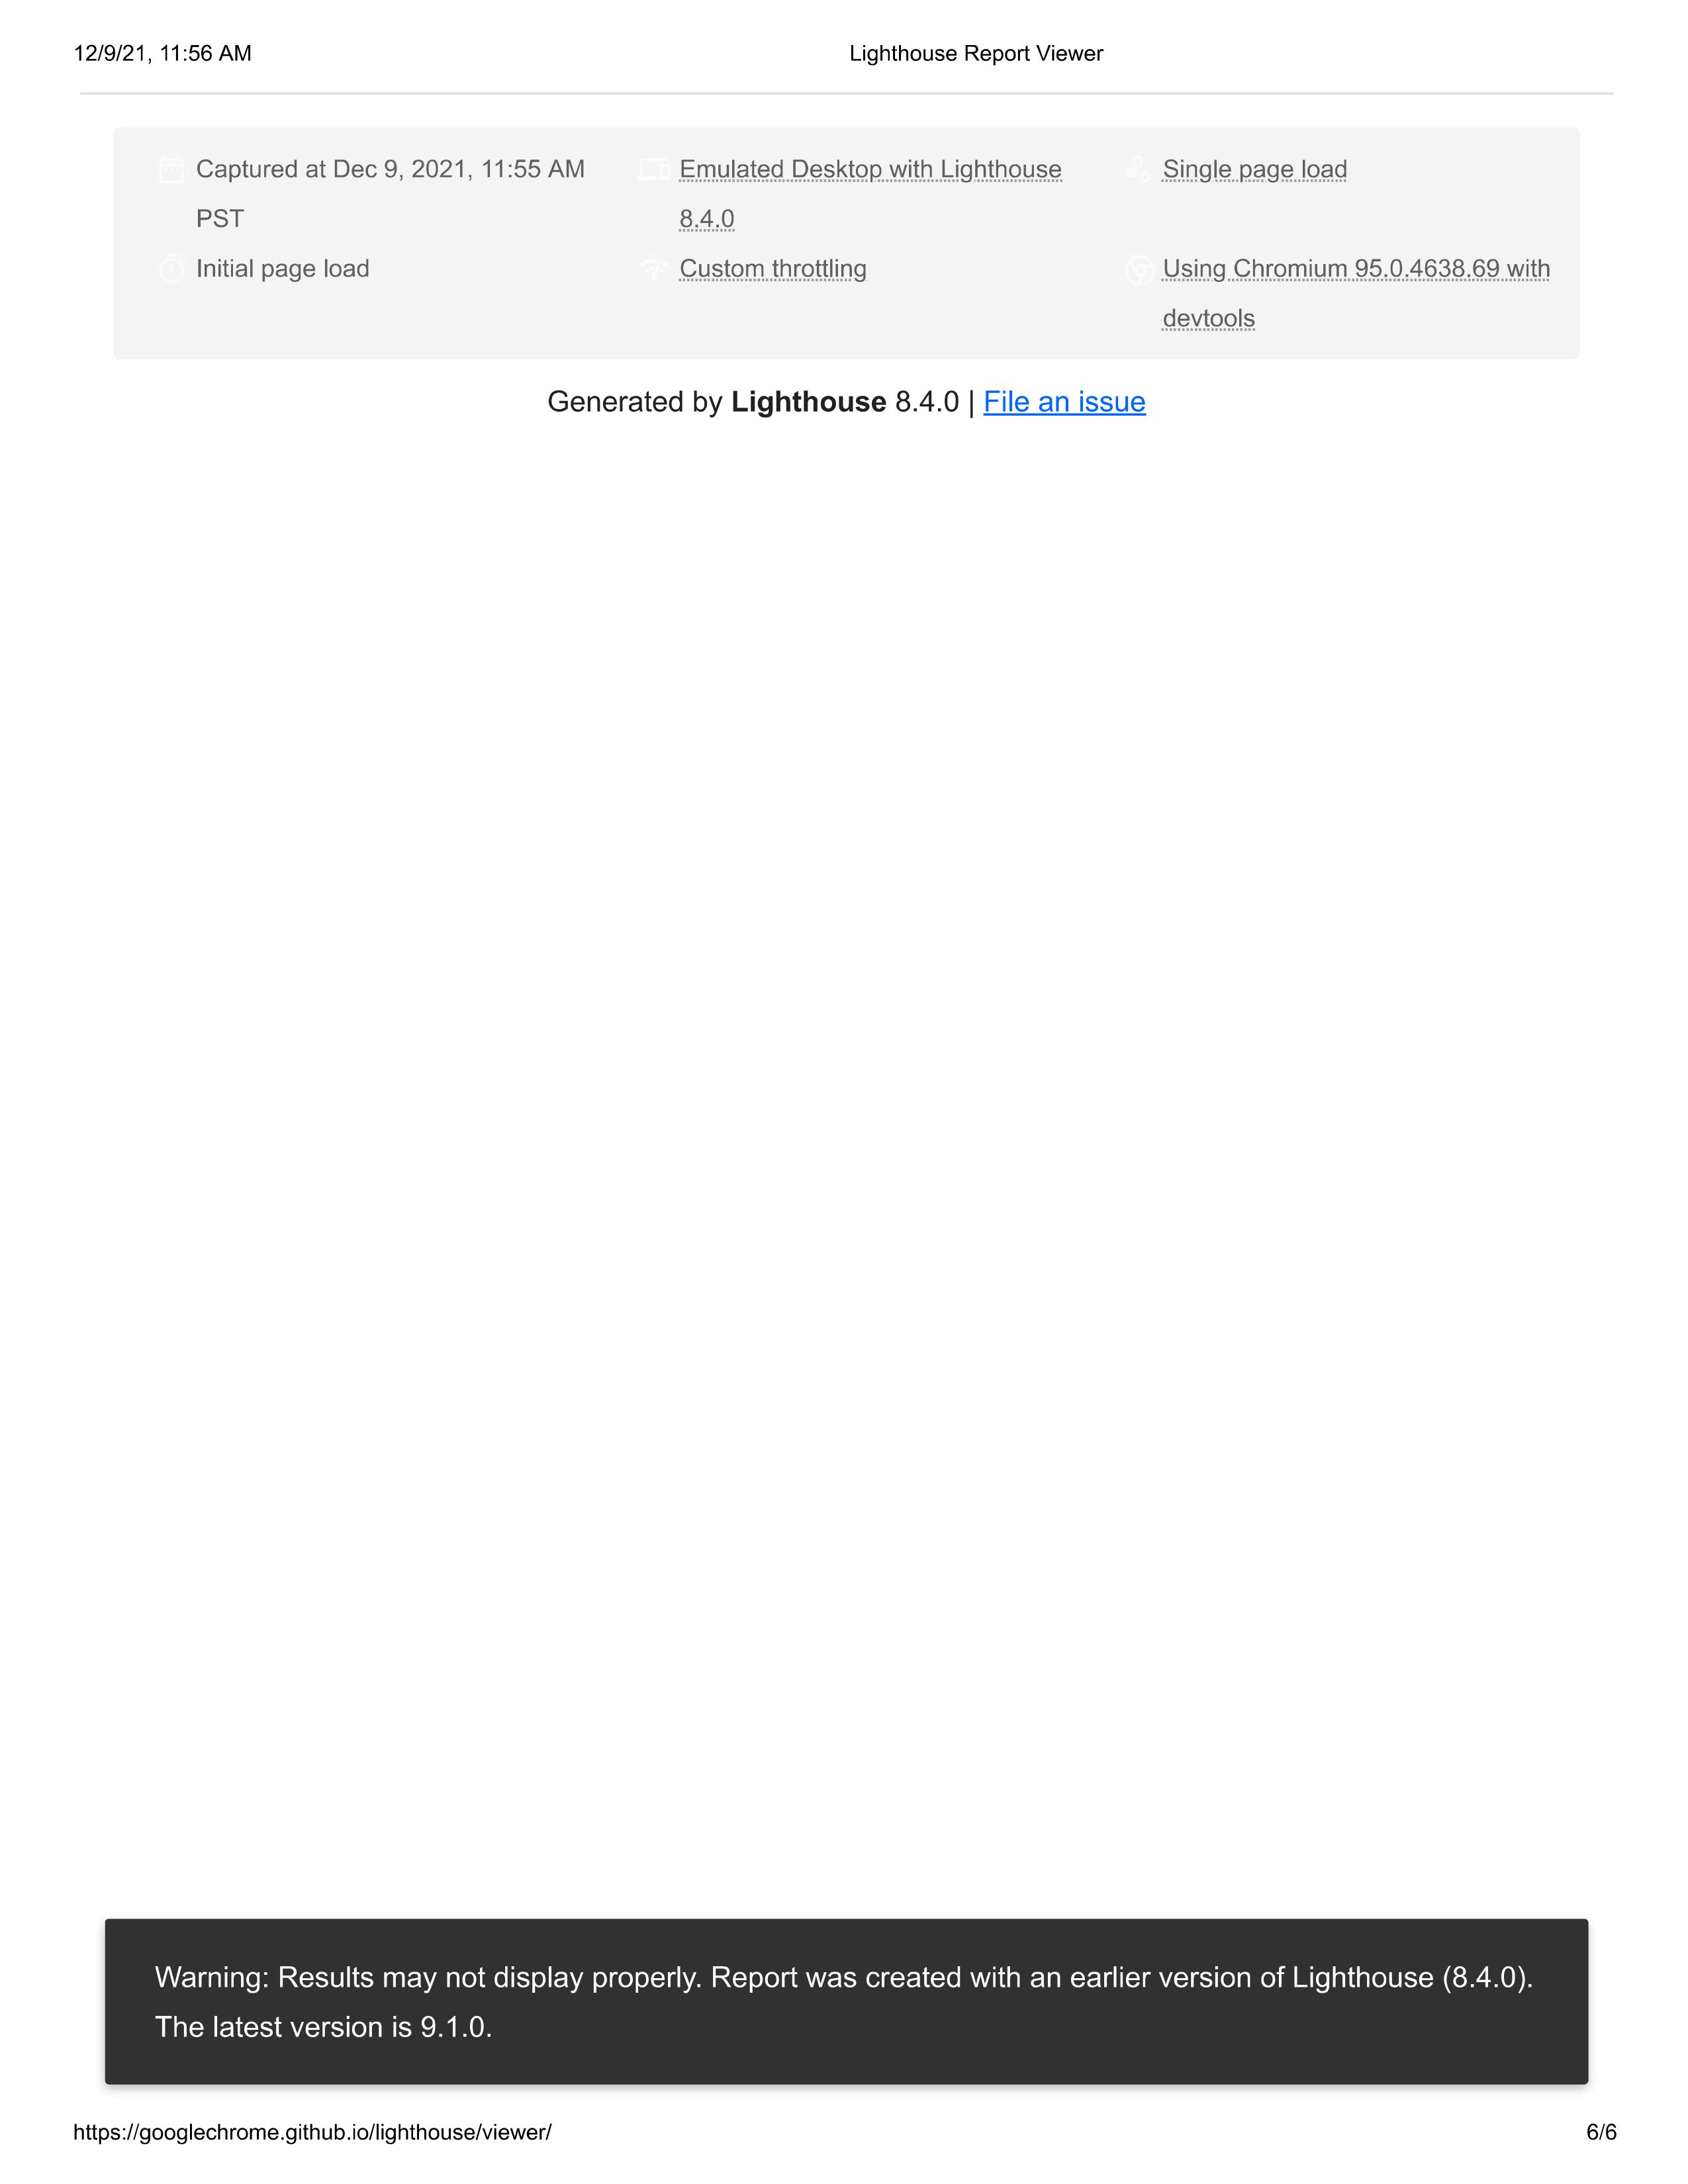 12/9/21, 11:56 AM
Lighthouse Report Viewer
Captured at Dec 9, 2021, 11:55 AM
PST
Emulated Desktop with Lighthouse
8.4.0
Single page load
Initial page load
Custom throttling
Using Chromium 95.0.4638.69 with
devtools
Generated by Lighthouse 8.4.0 | File an issue
Warning: Results may not display properly. Report was created with an earlier version of Lighthouse (8.4.0).
The latest version is 9.1.0.
https://googlechrome.github.io/lighthouse/viewer/
6/6